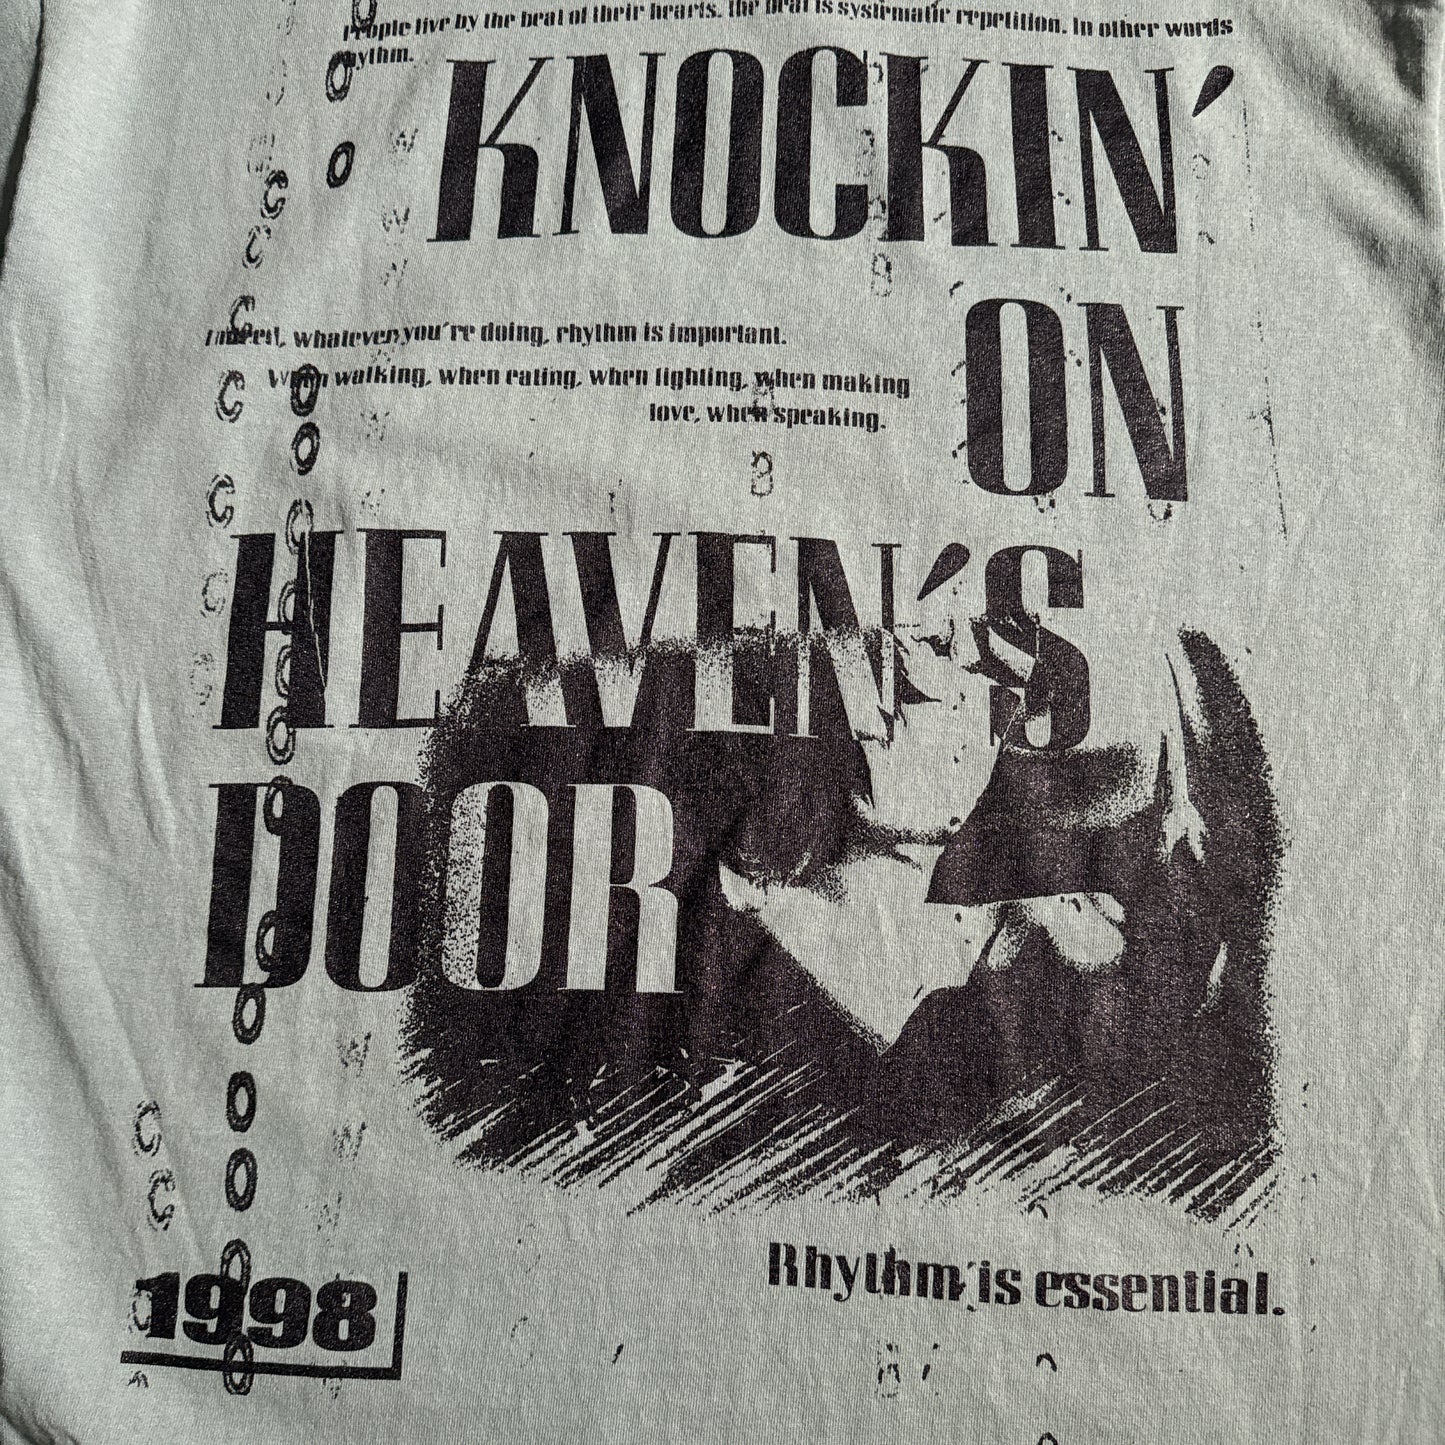 People live by the beat of their hearts. The beat is systematic repetition. In other words
rhythm.
KNOCKIN'
ON
Indeed, whatever you're doing, rhythm is important.
When walking, when eating, when fighting, when making
love, when speaking.
HEAVEN'S
DOOR
Rhythm is essential.
1998